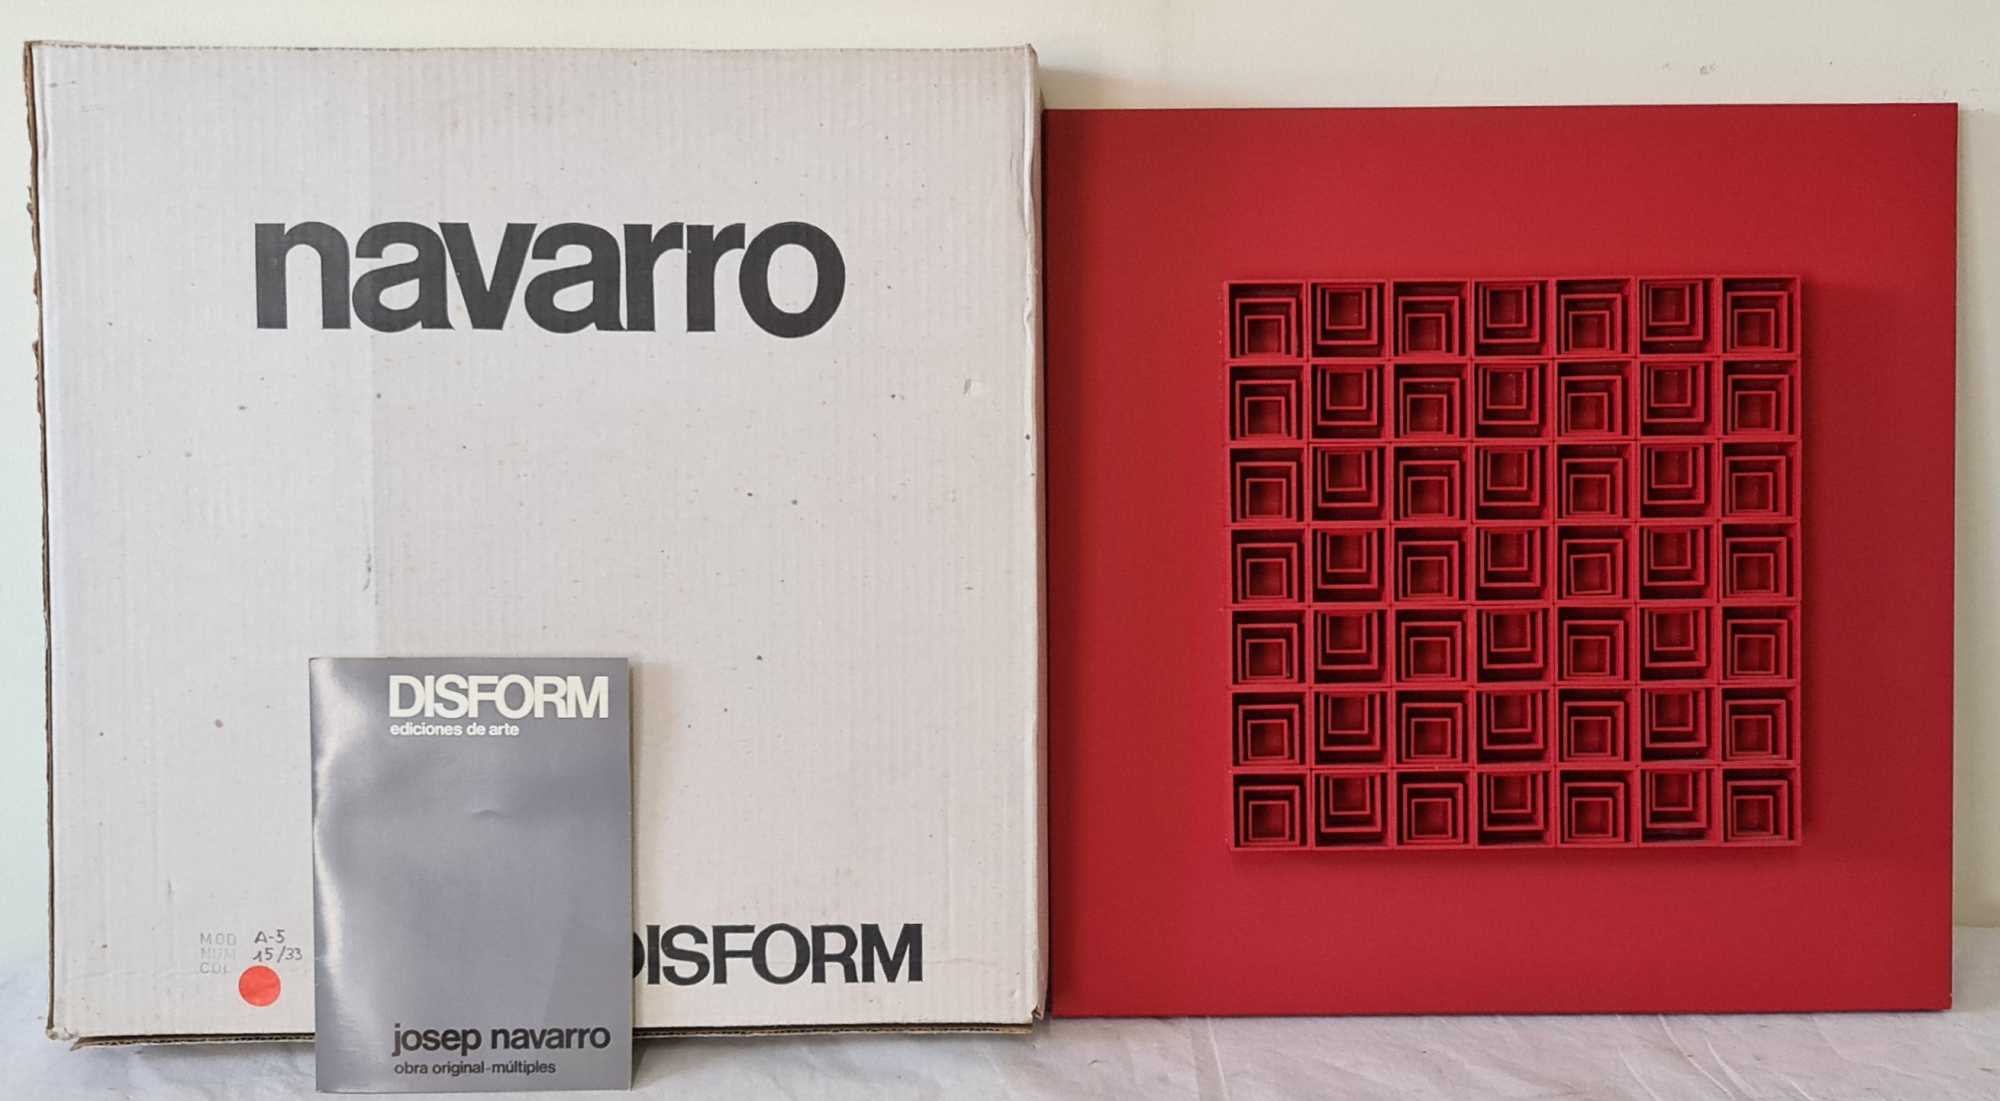 navarro
MOD A-5
NUM 15/33
COL
DISFORM
DISFORM
ediciones de arte
josep navarro
obra original-múltiples